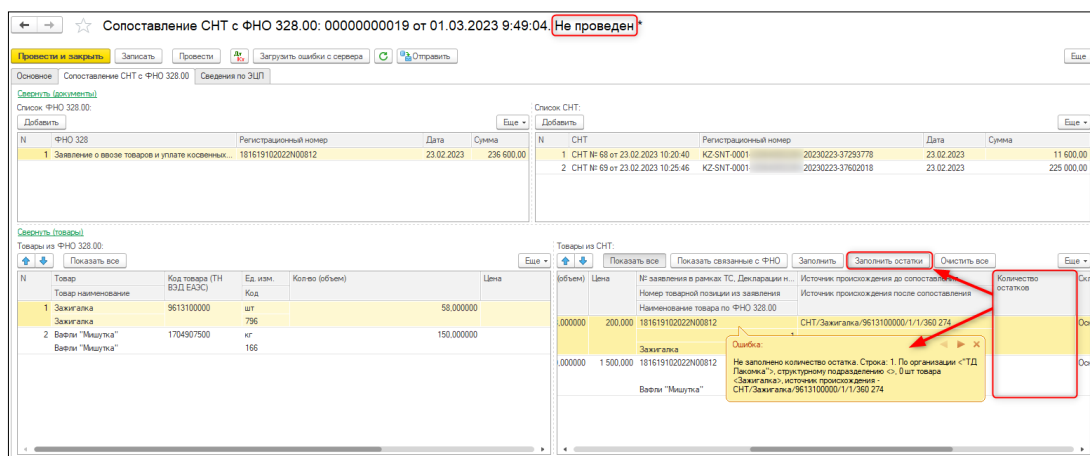 Сопоставление СНТ с ФНО 328.00: 00000000019 от 01.03.2023 9:49:04. Не проведен *
Провести и закрыть Записать Провести Дт Кт Загрузить ошибки с сервера Отправить Еще
Основное Сопоставление СНТ с ФНО 328.00 Сведения по ЭЦП
Свернуть (документы)
Список ФНО 328.00: Список СНТ:
Добавить Еще Добавить Еще
N ФНО 328 Регистрационный номер Дата Сумма N СНТ Регистрационный номер Дата Сумма
1 Заявление о ввозе товаров и уплате косвенных... 181619102022N00812 23.02.2023 236 600,00 1 СНТ № 68 от 23.02.2023 10:20:40 KZ-SNT-0001- 20230223-37293778 23.02.2023 11 600,00
2 СНТ № 69 от 23.02.2023 10:25:46 KZ-SNT-0001- 20230223-37602018 23.02.2023 225 000,00
Свернуть (товары)
Товары из ФНО 328.00: Товары из СНТ:
Показать все Еще Показать все Показать связанные с ФНО Заполнить Заполнить остатки Очистить все Еще
N Товар Код товара (ТН ВЭД ЕАЭС) Ед. изм. Кол-во (объем) Цена (объем) Цена № заявления в рамках ТС, Декларации н... Источник происхождения до сопоставления Количество остатков
Товар наименование Код Номер товарной позиции из заявления Источник происхождения после сопоставления
Наименование товара по ФНО 328.00
1 Зажигалка 9613100000 шт 58,000000 ,000000 200,000 181619102022N00812 СНТ/Зажигалка/9613100000/1/1/360 274
Зажигалка 796 1
Зажигалка
2 Вафли "Мишутка" 1704907500 кг 150,000000 ,000000 1 500,000 181619102022N00812
Вафли "Мишутка" 166
Вафли "Мишутка"
Ошибка:
Не заполнено количество остатка. Строка: 1. По организации <"ТД
Лакомка">, структурному подразделению <>, 0 шт товара
<Зажигалка>, источник происхождения -
СНТ/Зажигалка/9613100000/1/1/360 274